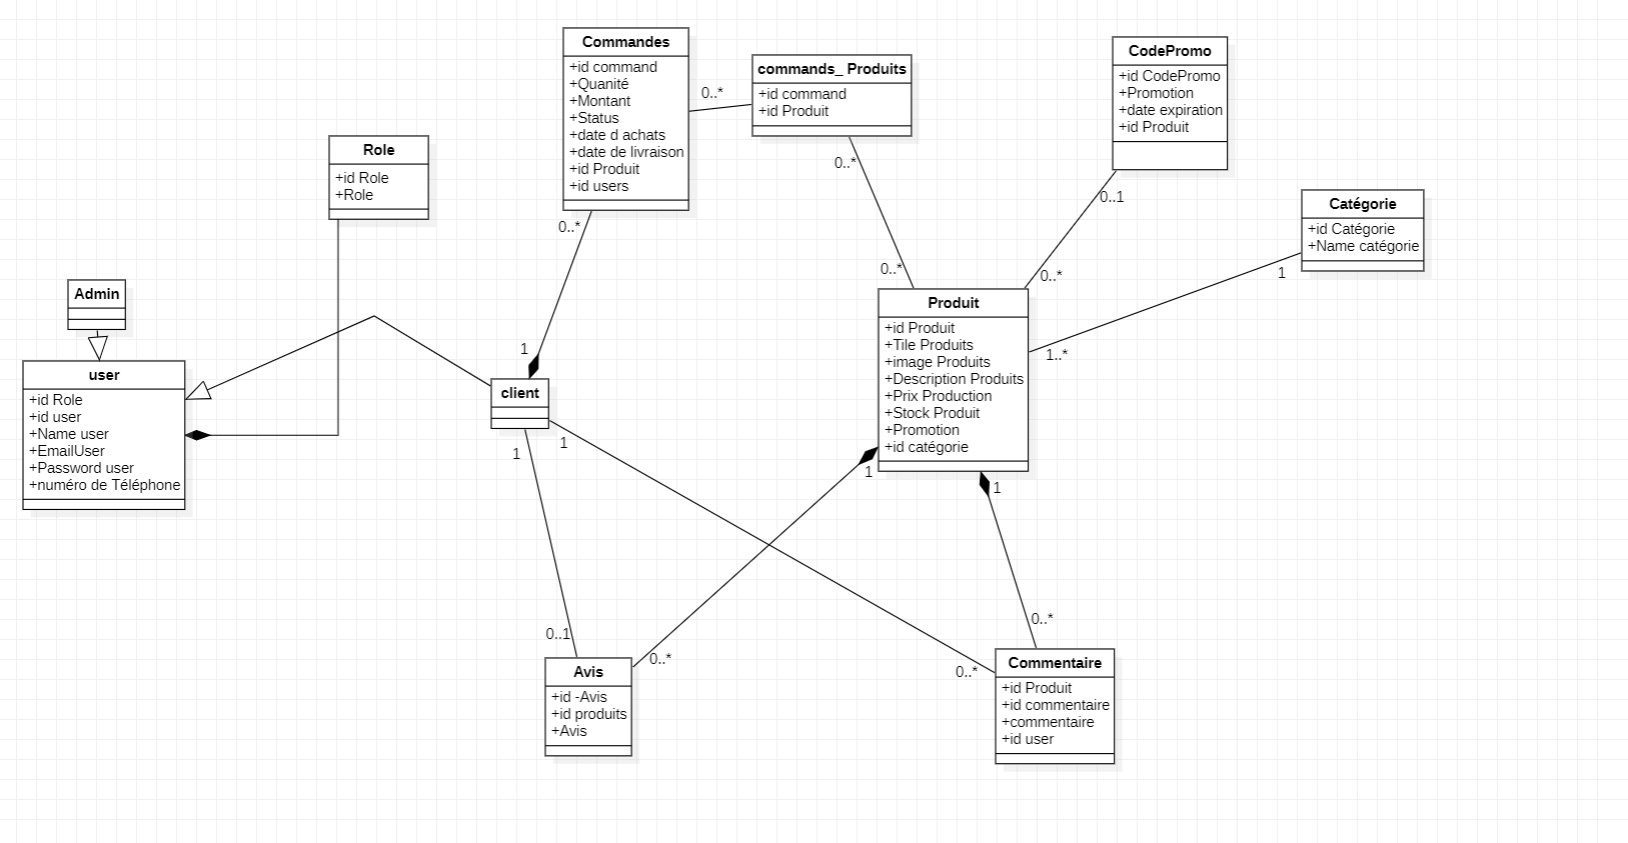 Commandes
+id command
+Quanité
+Montant
+Status
+date d achats
+date de livraison
+id Produit
+id users
0..*
commands_ Produits
+id command
+id Produit
0..*
CodePromo
+id CodePromo
+Promotion
+date expiration
+id Produit
0..1
Role
+id Role
+Role
Catégorie
+id Catégorie
+Name catégorie
1
0..*
0..*
0..*
1..*
Admin
user
+id Role
+id user
+Name user
+EmailUser
+Password user
+numéro de Téléphone
1
client
1
1
Produit
+id Produit
+Tile Produits
+image Produits
+Description Produits
+Prix Production
+Stock Produit
+Promotion
+id catégorie
1
1
0..1
0..*
Avis
+id -Avis
+id produits
+Avis
0..*
0..*
Commentaire
+id Produit
+id commentaire
+commentaire
+id user